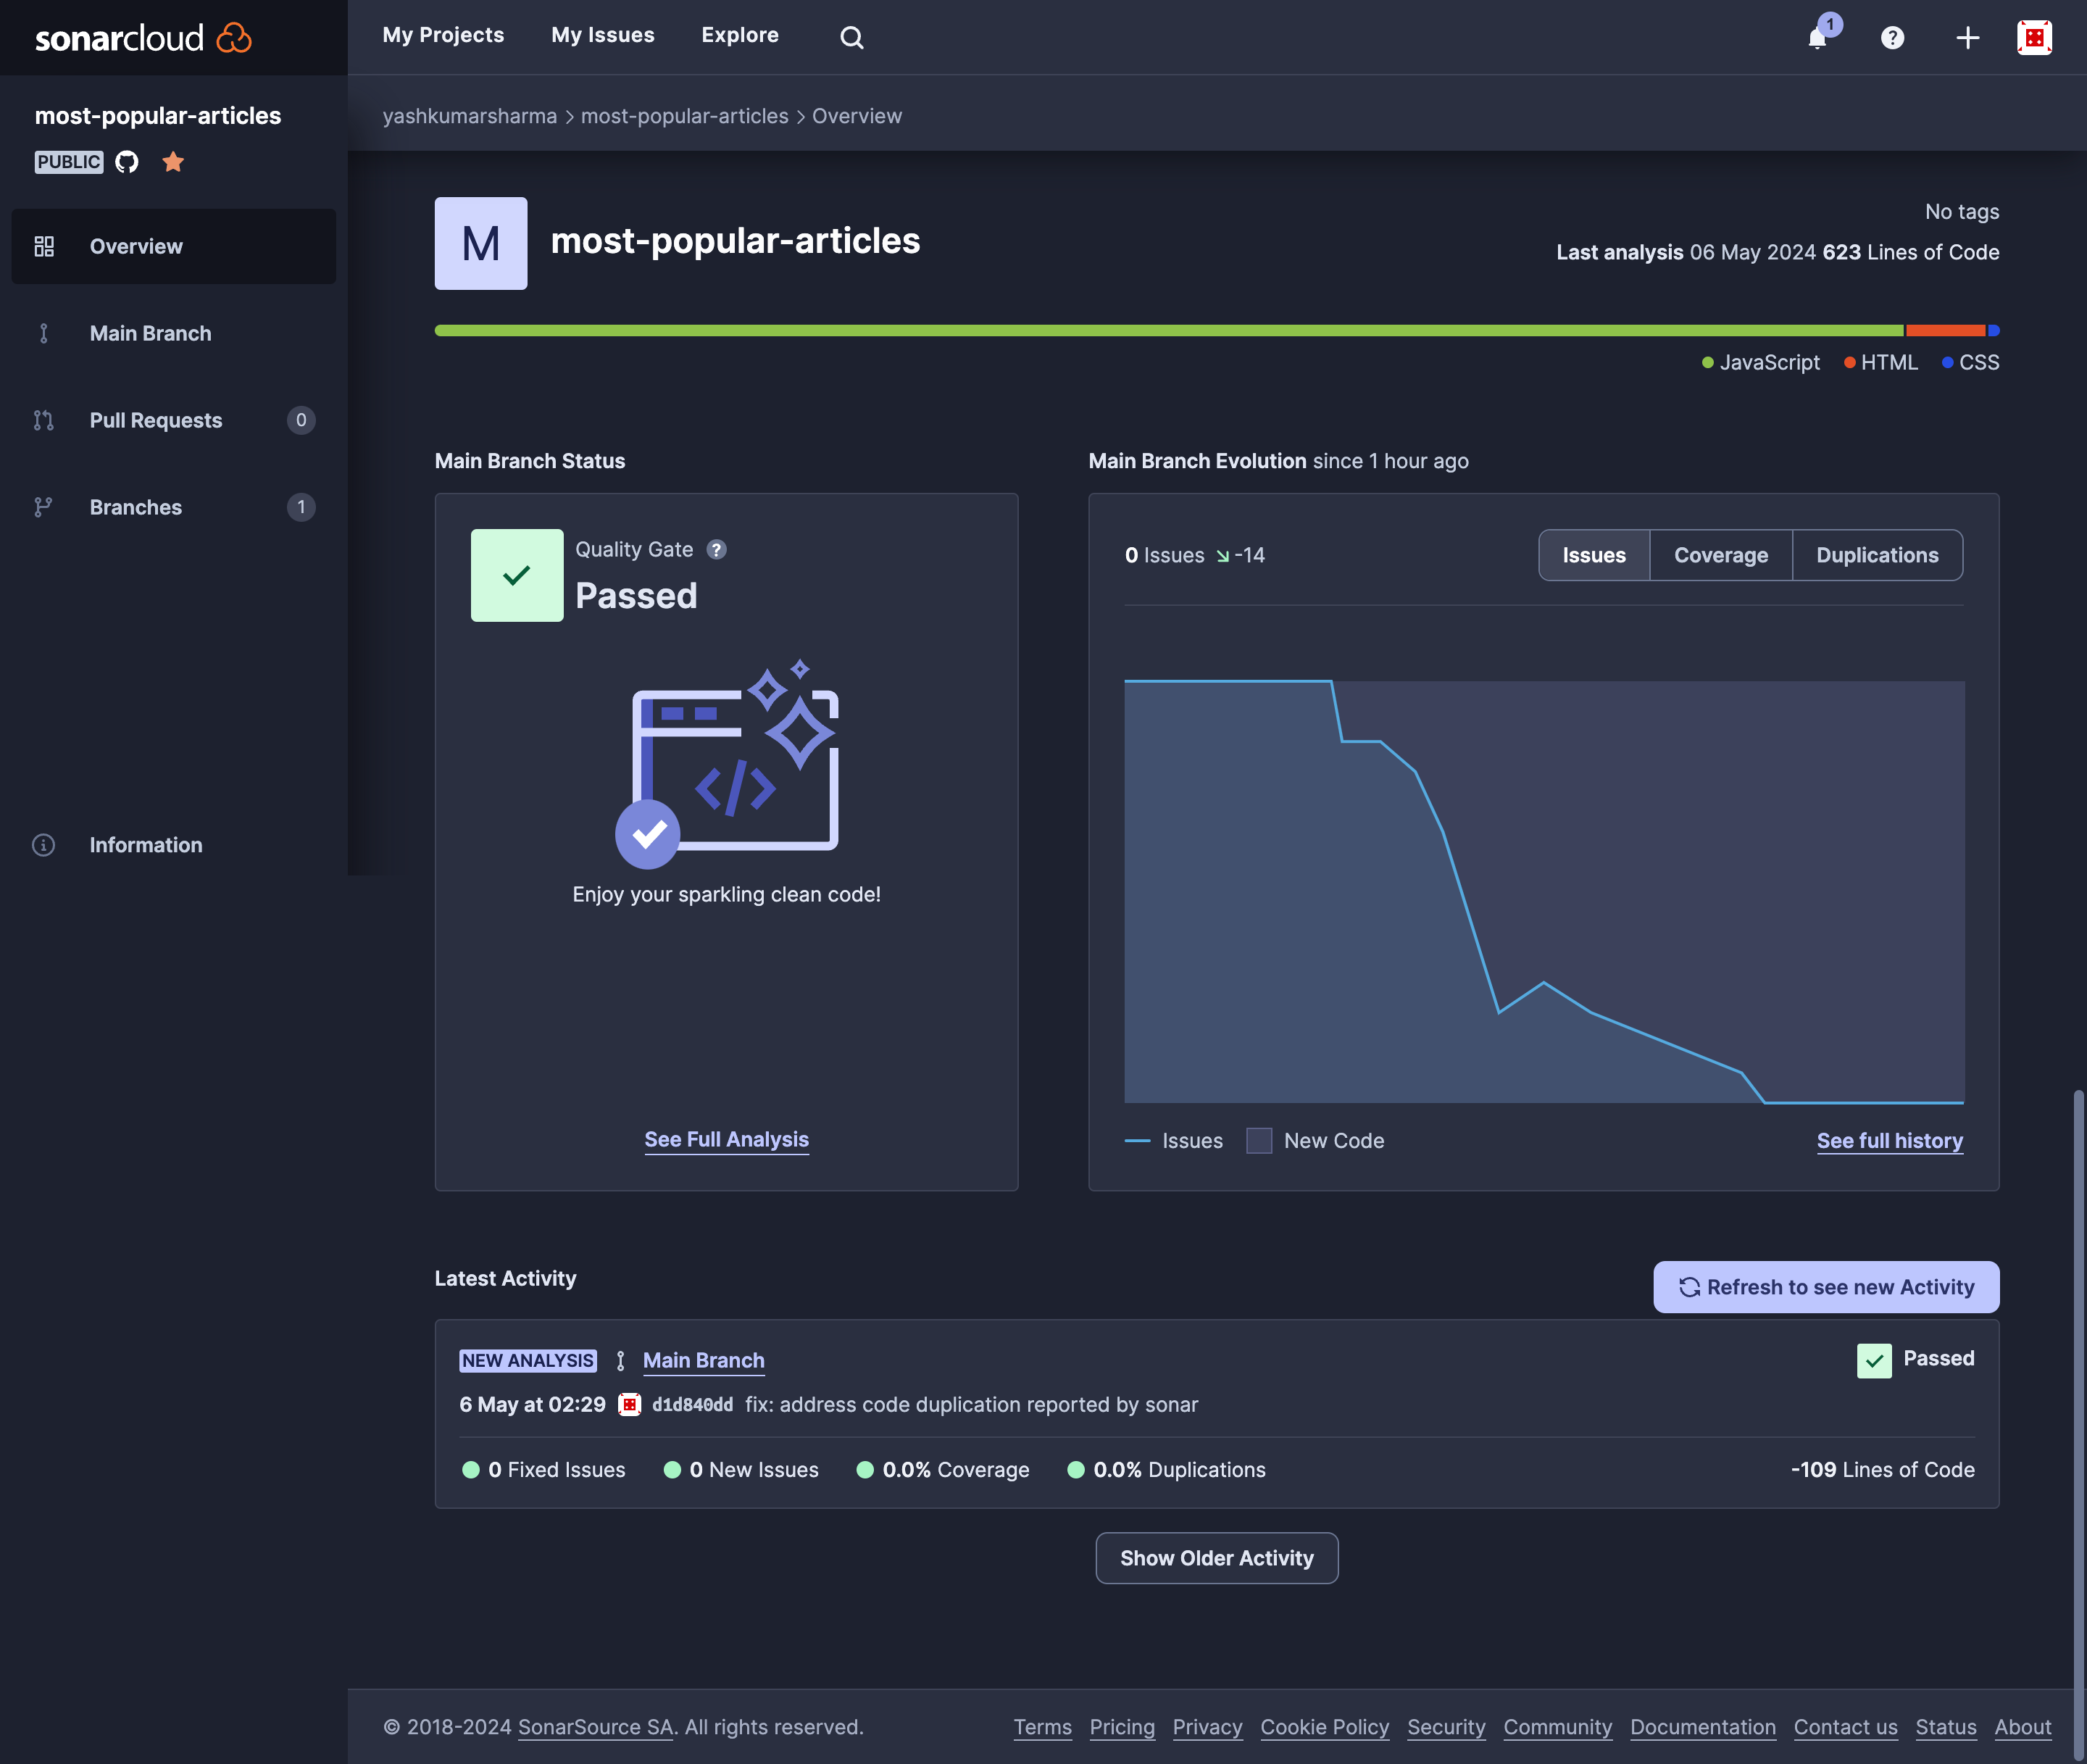 sonarcloud
My Projects My Issues Explore
1
most-popular-articles
PUBLIC
Overview
Main Branch
Pull Requests 0
Branches 1
Information
yashkumarsharma > most-popular-articles > Overview
M
most-popular-articles
No tags
Last analysis 06 May 2024 623 Lines of Code
JavaScript HTML CSS
Main Branch Status
Quality Gate ?
Passed
</>
Enjoy your sparkling clean code!
See Full Analysis
Main Branch Evolution since 1 hour ago
0 Issues -14
Issues Coverage Duplications
Issues New Code
See full history
Latest Activity
Refresh to see new Activity
NEW ANALYSIS Main Branch
Passed
6 May at 02:29 d1d840dd fix: address code duplication reported by sonar
0 Fixed Issues 0 New Issues 0.0% Coverage 0.0% Duplications -109 Lines of Code
Show Older Activity
© 2018-2024 SonarSource SA. All rights reserved.
Terms Pricing Privacy Cookie Policy Security Community Documentation Contact us Status About